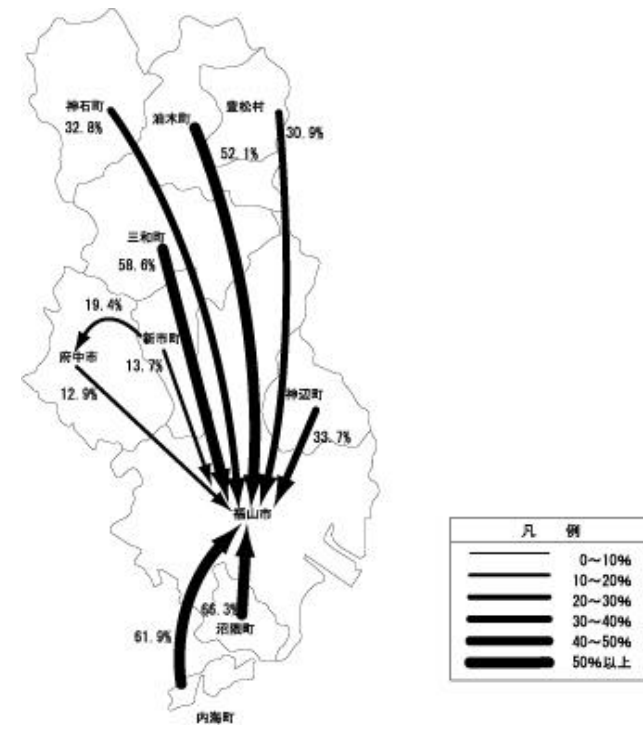 神石町
32.8%
油木町
52.1%
豊松村
30.9%
三和町
58.6%
19.4%
新市町
13.7%
府中市
12.9%
神辺町
33.7%
福山市
66.3%
沼隈町
61.9%
内海町
凡 例
0〜10%
10〜20%
20〜30%
30〜40%
40〜50%
50%以上